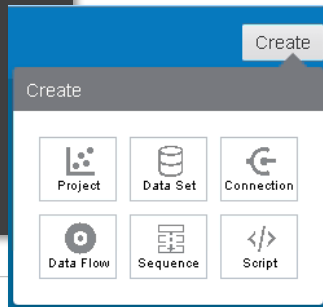 Create
Create
Project
Data Set
Connection
Data Flow
Sequence
Script